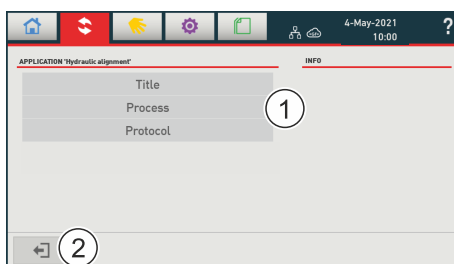 4-May-2021
10:00
?
APPLICATION 'Hydraulic alignment'
INFO
Title
Process
Protocol
1
2